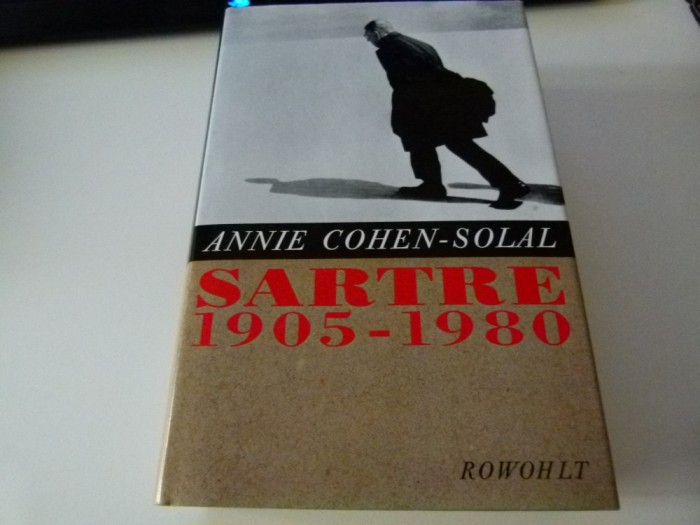 ANNIE COHEN-SOLAL
SARTRE
1905-1980
ROWOHLT